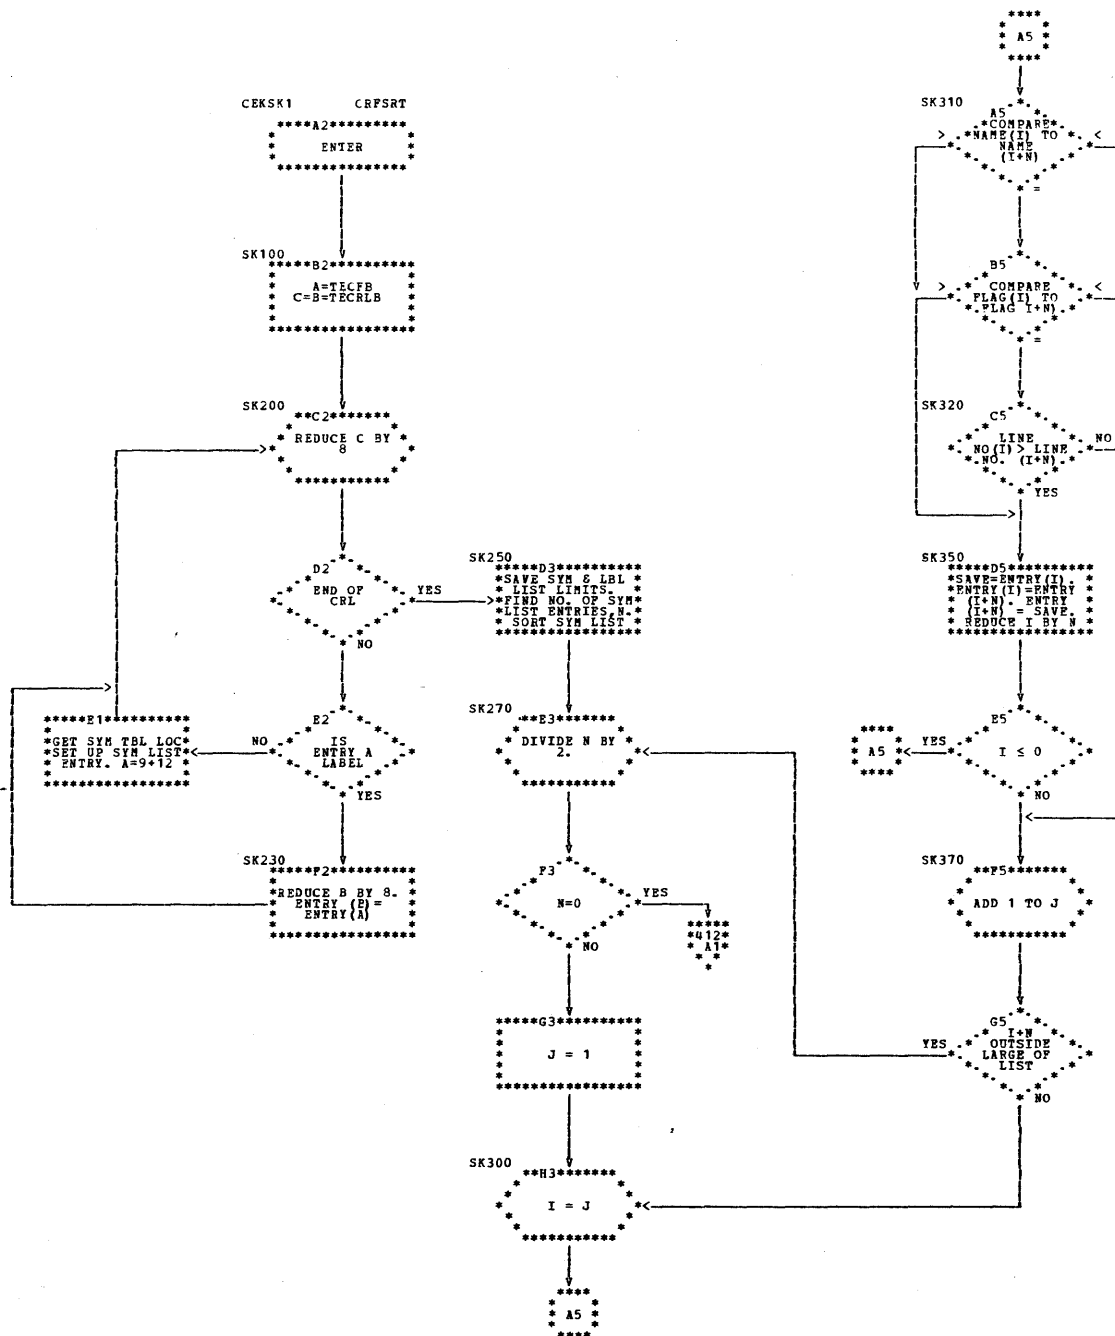 CEKSK1 CRFSRT
A2
ENTER
SK100
B2
A=TECFB
C=B=TECRLB
SK200
C2
REDUCE C BY
8
D2
END OF
CRL
YES
NO
E1
GET SYM TBL LOC
SET UP SYM LIST
ENTRY. A=9+12
E2
IS
ENTRY A
LABEL
NO
YES
SK230
F2
REDUCE B BY 8.
ENTRY (B)=
ENTRY(A)
SK250
D3
SAVE SYM & LBL
LIST LIMITS.
FIND NO. OF SYM
LIST ENTRIES,N.
SORT SYM LIST
SK270
E3
DIVIDE N BY
2.
F3
N=0
YES
NO
412
A1
G3
J = 1
SK300
H3
I = J
A5
A5
SK310
A5
COMPARE
NAME(I) TO
NAME
(I+N)
>
<
=
B5
COMPARE
FLAG(I) TO
FLAG I+N)
>
<
=
SK320
C5
LINE
NO(I) > LINE
NO. (I+N)
NO
YES
SK350
D5
SAVE=ENTRY(I).
ENTRY(I)=ENTRY
(I+N). ENTRY
(I+N) = SAVE.
REDUCE I BY N
E5
I ≤ 0
YES
A5
NO
SK370
F5
ADD 1 TO J
G5
I+N
OUTSIDE
LARGE OF
LIST
YES
NO